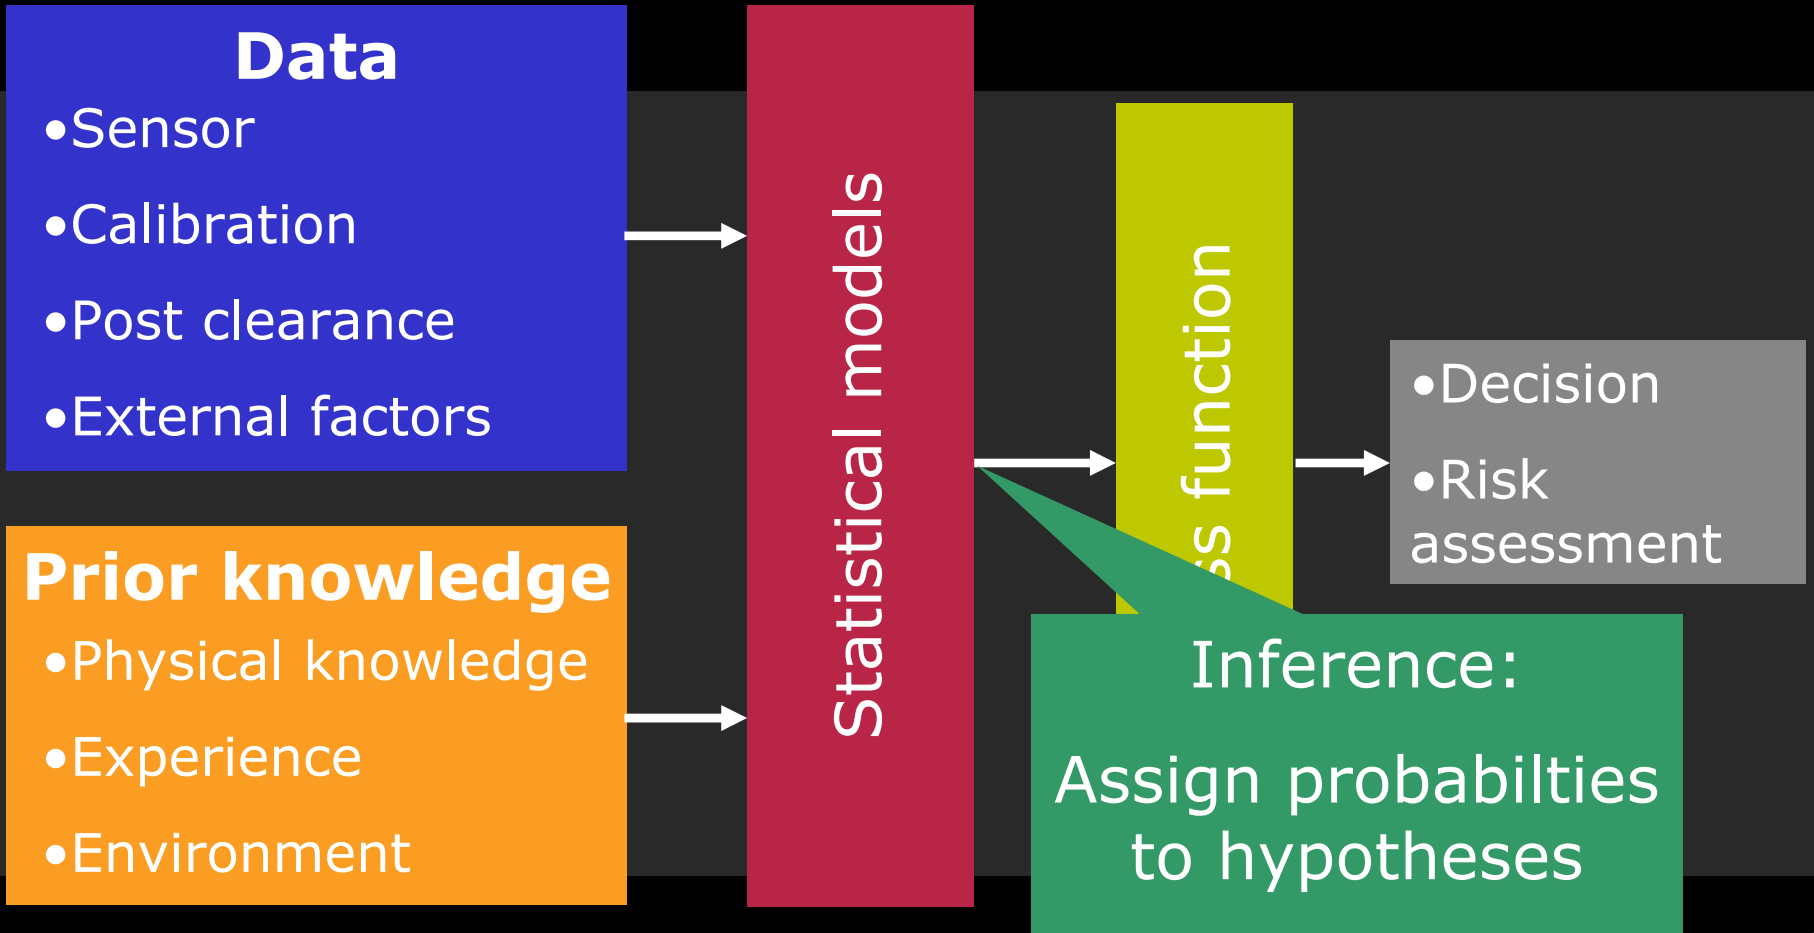 Data
•Sensor
•Calibration
•Post clearance
•External factors
Prior knowledge
•Physical knowledge
•Experience
•Environment
Statistical models
function
•Decision
•Risk
assessment
Inference:
Assign probabilties
to hypotheses